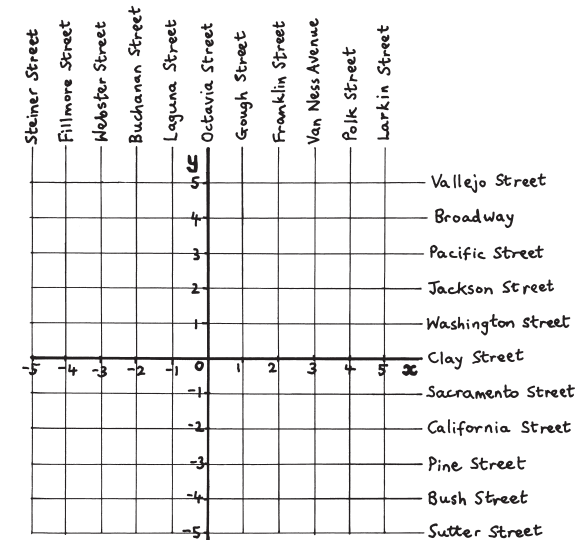 Steiner Street
Fillmore Street
Webster Street
Buchanan Street
Laguna Street
Octavia Street
Gough Street
Franklin Street
Van Ness Avenue
Polk Street
Larkin Street
y
5 Vallejo Street
4 Broadway
3 Pacific Street
2 Jackson Street
1 Washington Street
Clay Street
-5 -4 -3 -2 -1 0 1 2 3 4 5 x
-1 Sacramento Street
-2 California Street
-3 Pine Street
-4 Bush Street
-5 Sutter Street